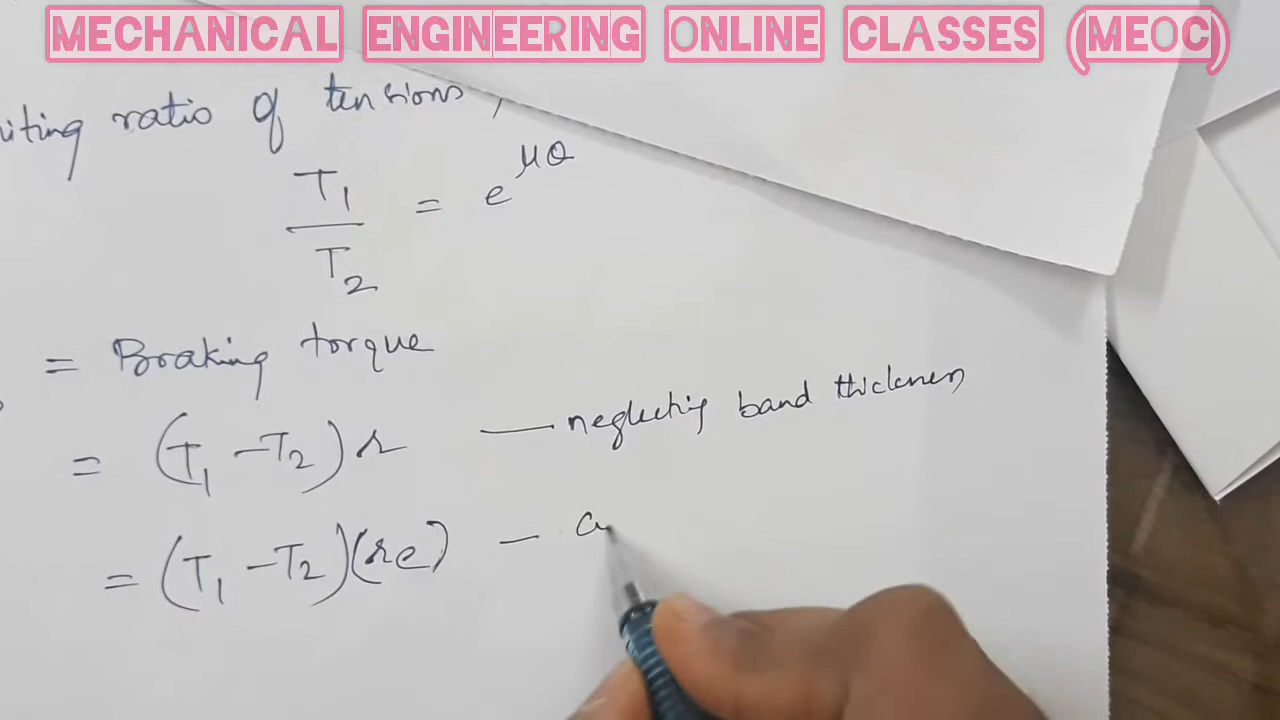 MECHANICAL ENGINEERING ONLINE CLASSES (MEOC)
ratio of tensions,
T₁
= e^μθ
T₂
= Braking torque
= (T₁ - T₂) r — neglecting band thickness
= (T₁ - T₂)(re) —